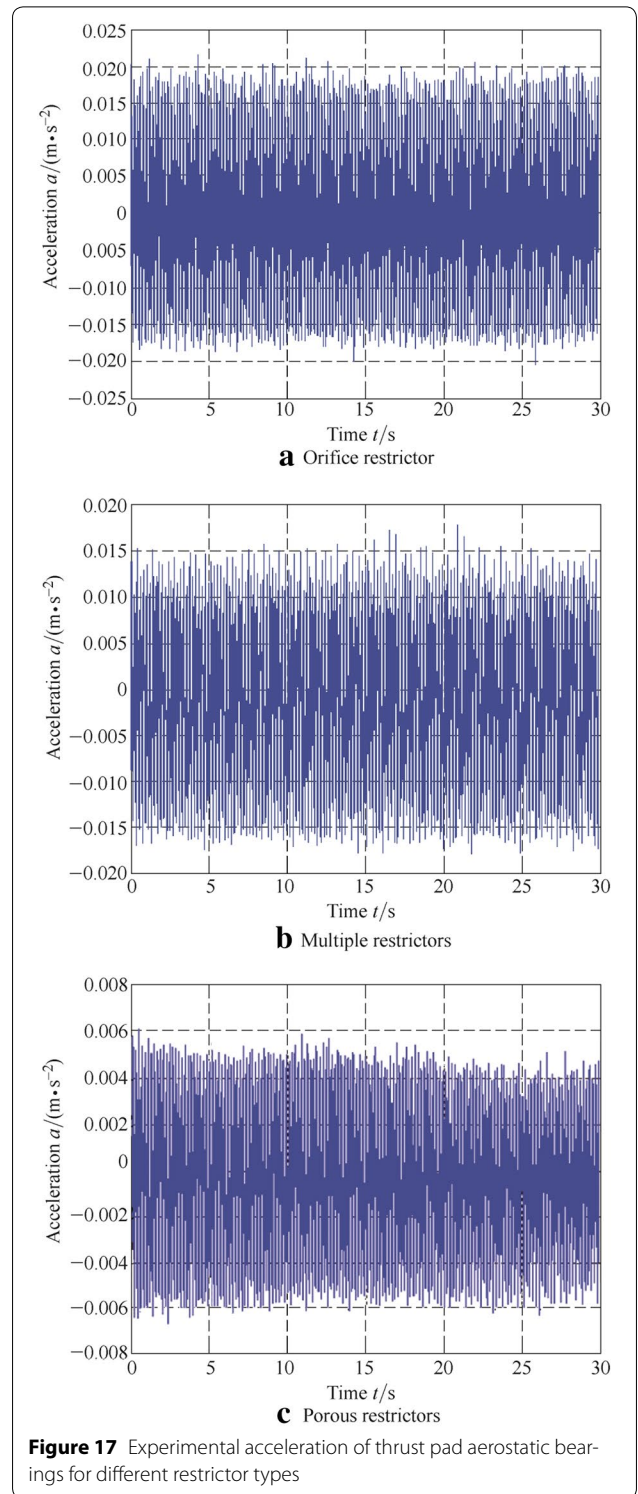 0.025
0.020
0.015
0.010
0.005
0
0.005
−0.010
−0.015
−0.020
−0.025
Acceleration a/(m•s−2)
0 5 10 15 20 25 30
Time t/s
a Orifice restrictor
0.020
0.015
0.010
0.005
0
−0.005
−0.010
−0.015
−0.020
Acceleration a/(m•s−2)
0 5 10 15 20 25 30
Time t/s
b Multiple restrictors
0.008
0.006
0.004
0.002
0
−0.002
−0.004
−0.006
−0.008
Acceleration a/(m•s−2)
0 5 10 15 20 25 30
Time t/s
c Porous restrictors
Figure 17 Experimental acceleration of thrust pad aerostatic bear-
ings for different restrictor types